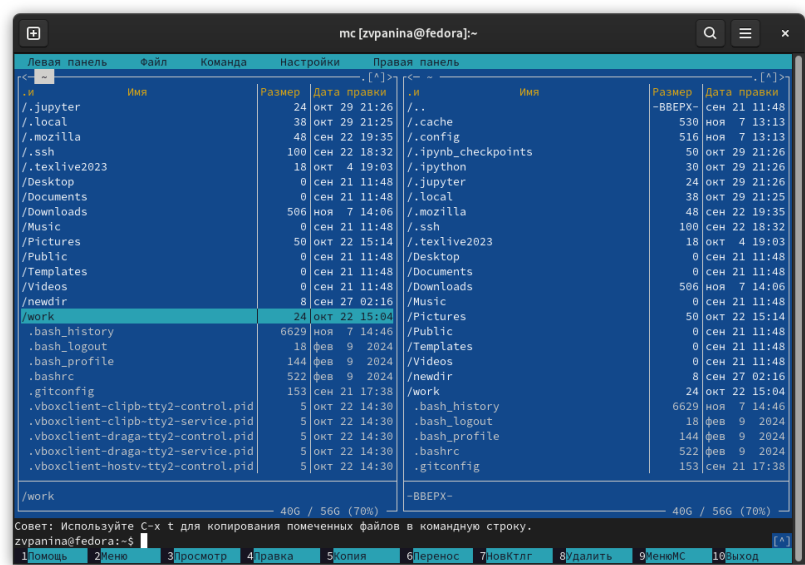 mc [zvpanina@fedora]:~
Левая панель Файл Команда Настройки Правая панель
<- ~ .[^]>
.и Имя Размер Дата правки
/.jupyter 24 окт 29 21:26
/.local 38 окт 29 21:25
/.mozilla 48 сен 22 19:35
/.ssh 100 сен 22 18:32
/.texlive2023 18 окт 4 19:03
/Desktop 0 сен 21 11:48
/Documents 0 сен 21 11:48
/Downloads 506 ноя 7 14:06
/Music 0 сен 21 11:48
/Pictures 50 окт 22 15:14
/Public 0 сен 21 11:48
/Templates 0 сен 21 11:48
/Videos 0 сен 21 11:48
/newdir 8 сен 27 02:16
/work 24 окт 22 15:04
.bash_history 6629 ноя 7 14:46
.bash_logout 18 фев 9 2024
.bash_profile 144 фев 9 2024
.bashrc 522 фев 9 2024
.gitconfig 153 сен 21 17:38
.vboxclient-clipb-tty2-control.pid 5 окт 22 14:30
.vboxclient-clipb-tty2-service.pid 5 окт 22 14:30
.vboxclient-draga-tty2-control.pid 5 окт 22 14:30
.vboxclient-draga-tty2-service.pid 5 окт 22 14:30
.vboxclient-hostv-tty2-control.pid 5 окт 22 14:30
/work
40G / 56G (70%)
<- ~ .[^]>
.и Имя Размер Дата правки
/.. -ВВЕРХ- сен 21 11:48
/.cache 530 ноя 7 13:13
/.config 516 ноя 7 13:13
/.ipynb_checkpoints 50 окт 29 21:26
/.ipython 30 окт 29 21:26
/.jupyter 24 окт 29 21:26
/.local 38 окт 29 21:25
/.mozilla 48 сен 22 19:35
/.ssh 100 сен 22 18:32
/.texlive2023 18 окт 4 19:03
/Desktop 0 сен 21 11:48
/Documents 0 сен 21 11:48
/Downloads 506 ноя 7 14:06
/Music 0 сен 21 11:48
/Pictures 50 окт 22 15:14
/Public 0 сен 21 11:48
/Templates 0 сен 21 11:48
/Videos 0 сен 21 11:48
/newdir 8 сен 27 02:16
/work 24 окт 22 15:04
.bash_history 6629 ноя 7 14:46
.bash_logout 18 фев 9 2024
.bash_profile 144 фев 9 2024
.bashrc 522 фев 9 2024
.gitconfig 153 сен 21 17:38
-ВВЕРХ-
40G / 56G (70%)
Совет: Используйте C-x t для копирования помеченных файлов в командную строку.
zvpanina@fedora:~$ [^]
1Помощь 2Меню 3Просмотр 4Правка 5Копия 6Перенос 7НовКтлг 8Удалить 9МенюМС 10Выход